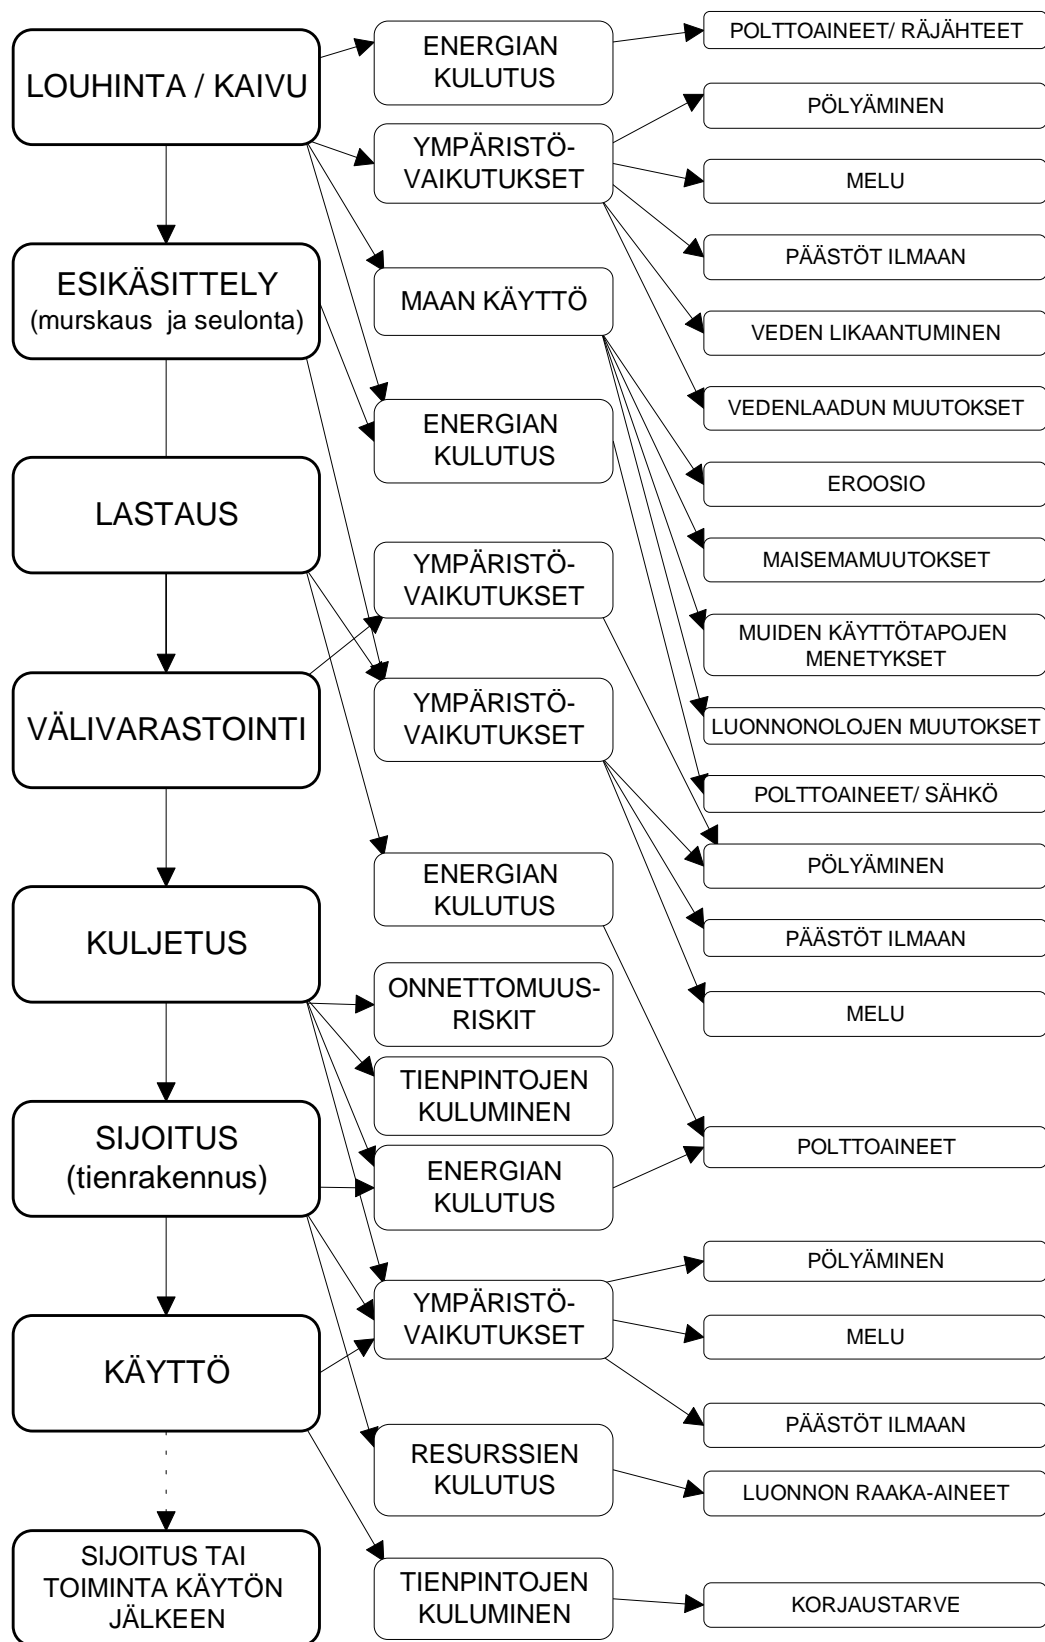 LOUHINTA / KAIVU
ESIKÄSITTELY
(murskaus ja seulonta)
LASTAUS
VÄLIVARASTOINTI
KULJETUS
SIJOITUS
(tienrakennus)
KÄYTTÖ
SIJOITUS TAI
TOIMINTA KÄYTÖN
JÄLKEEN
ENERGIAN
KULUTUS
YMPÄRISTÖ-
VAIKUTUKSET
MAAN KÄYTTÖ
ENERGIAN
KULUTUS
YMPÄRISTÖ-
VAIKUTUKSET
YMPÄRISTÖ-
VAIKUTUKSET
ENERGIAN
KULUTUS
ONNETTOMUUS-
RISKIT
TIENPINTOJEN
KULUMINEN
ENERGIAN
KULUTUS
YMPÄRISTÖ-
VAIKUTUKSET
RESURSSIEN
KULUTUS
TIENPINTOJEN
KULUMINEN
POLTTOAINEET/ RÄJÄHTEET
PÖLYÄMINEN
MELU
PÄÄSTÖT ILMAAN
VEDEN LIKAANTUMINEN
VEDENLAADUN MUUTOKSET
EROOSIO
MAISEMAMUUTOKSET
MUIDEN KÄYTTÖTAPOJEN
MENETYKSET
LUONNONOLOJEN MUUTOKSET
POLTTOAINEET/ SÄHKÖ
PÖLYÄMINEN
PÄÄSTÖT ILMAAN
MELU
POLTTOAINEET
PÖLYÄMINEN
MELU
PÄÄSTÖT ILMAAN
LUONNON RAAKA-AINEET
KORJAUSTARVE